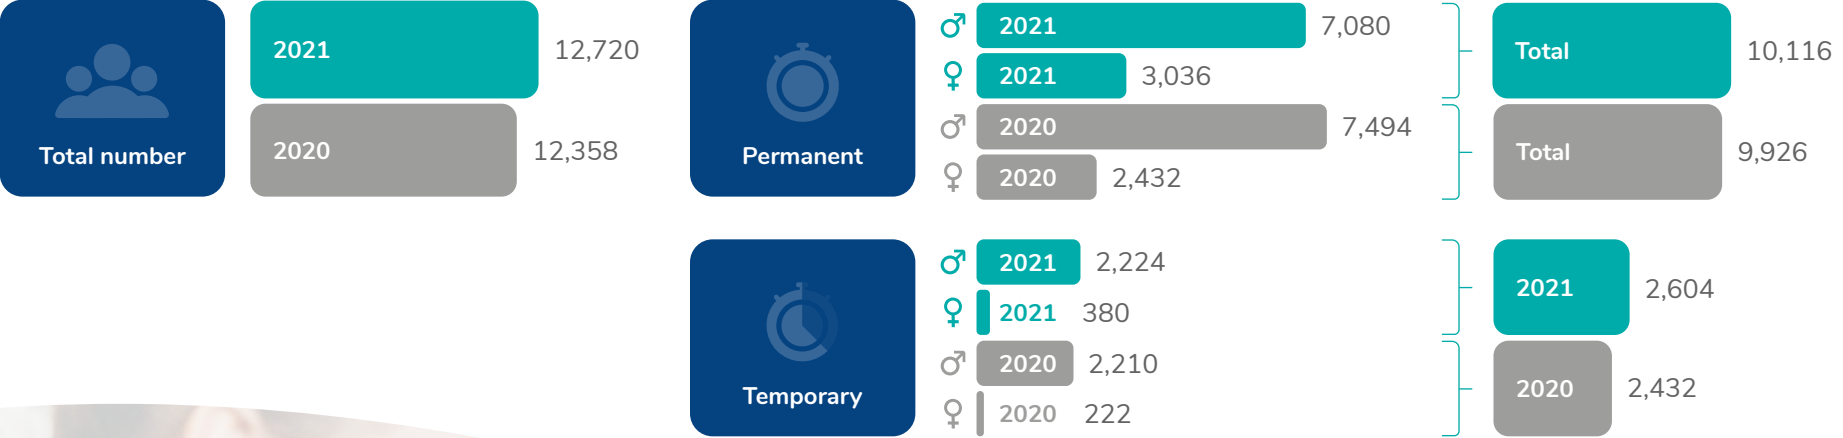 Total number
2021 12,720
2020 12,358
Permanent
♂ 2021 7,080
♀ 2021 3,036
♂ 2020 7,494
♀ 2020 2,432
Total 10,116
Total 9,926
Temporary
♂ 2021 2,224
♀ 2021 380
♂ 2020 2,210
♀ 2020 222
2021 2,604
2020 2,432